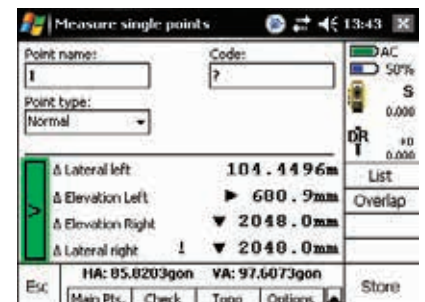 Measure single points 13:43
Point name: Code:
1 ?
Point type:
Normal
AC
50%
S
0.000
DR +0
T 0.000
Δ Lateral left 104.4496m
Δ Elevation Left ▶ 680.9mm
Δ Elevation Right ▼ 2048.0mm
Δ Lateral right ! ▼ 2048.0mm
List
Overlap
>
HA: 85.8203gon VA: 97.6073gon
Esc Main Pts. Check Topo Options Store